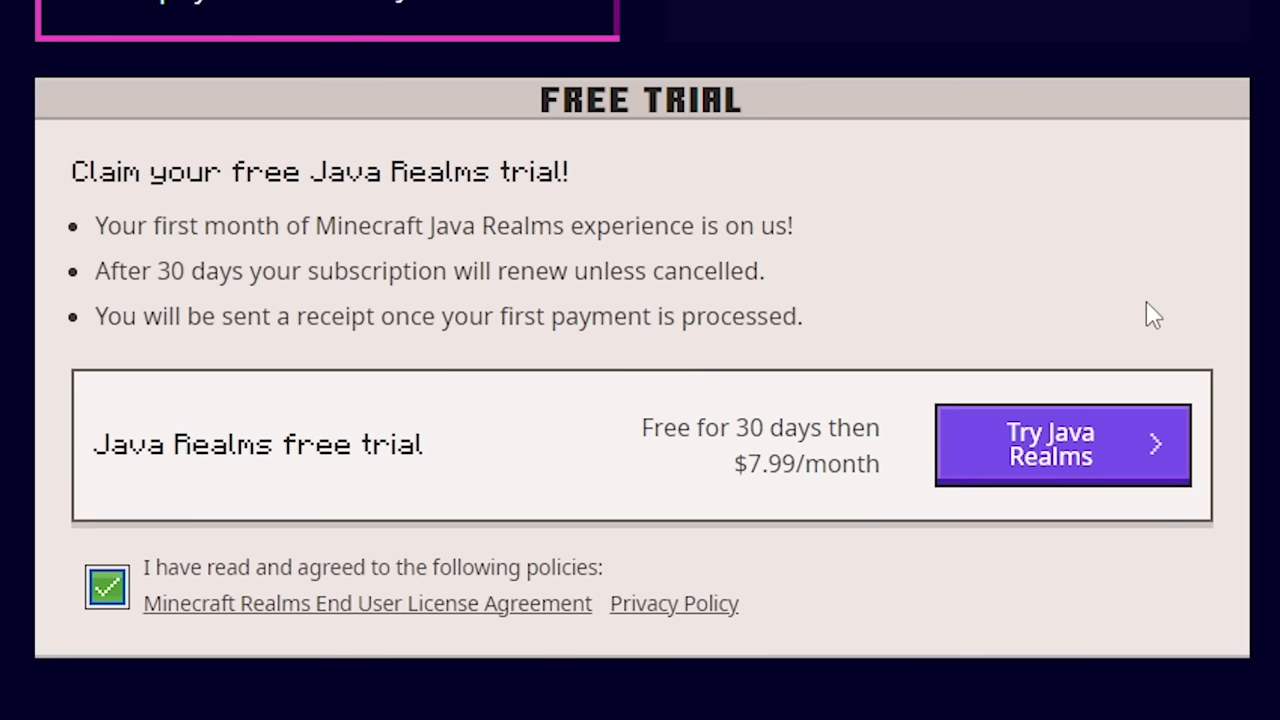 FREE TRIAL
Claim your free Java Realms trial!
Your first month of Minecraft Java Realms experience is on us!
After 30 days your subscription will renew unless cancelled.
You will be sent a receipt once your first payment is processed.
Java Realms free trial
Free for 30 days then
$7.99/month
Try Java
Realms
I have read and agreed to the following policies:
Minecraft Realms End User License Agreement Privacy Policy